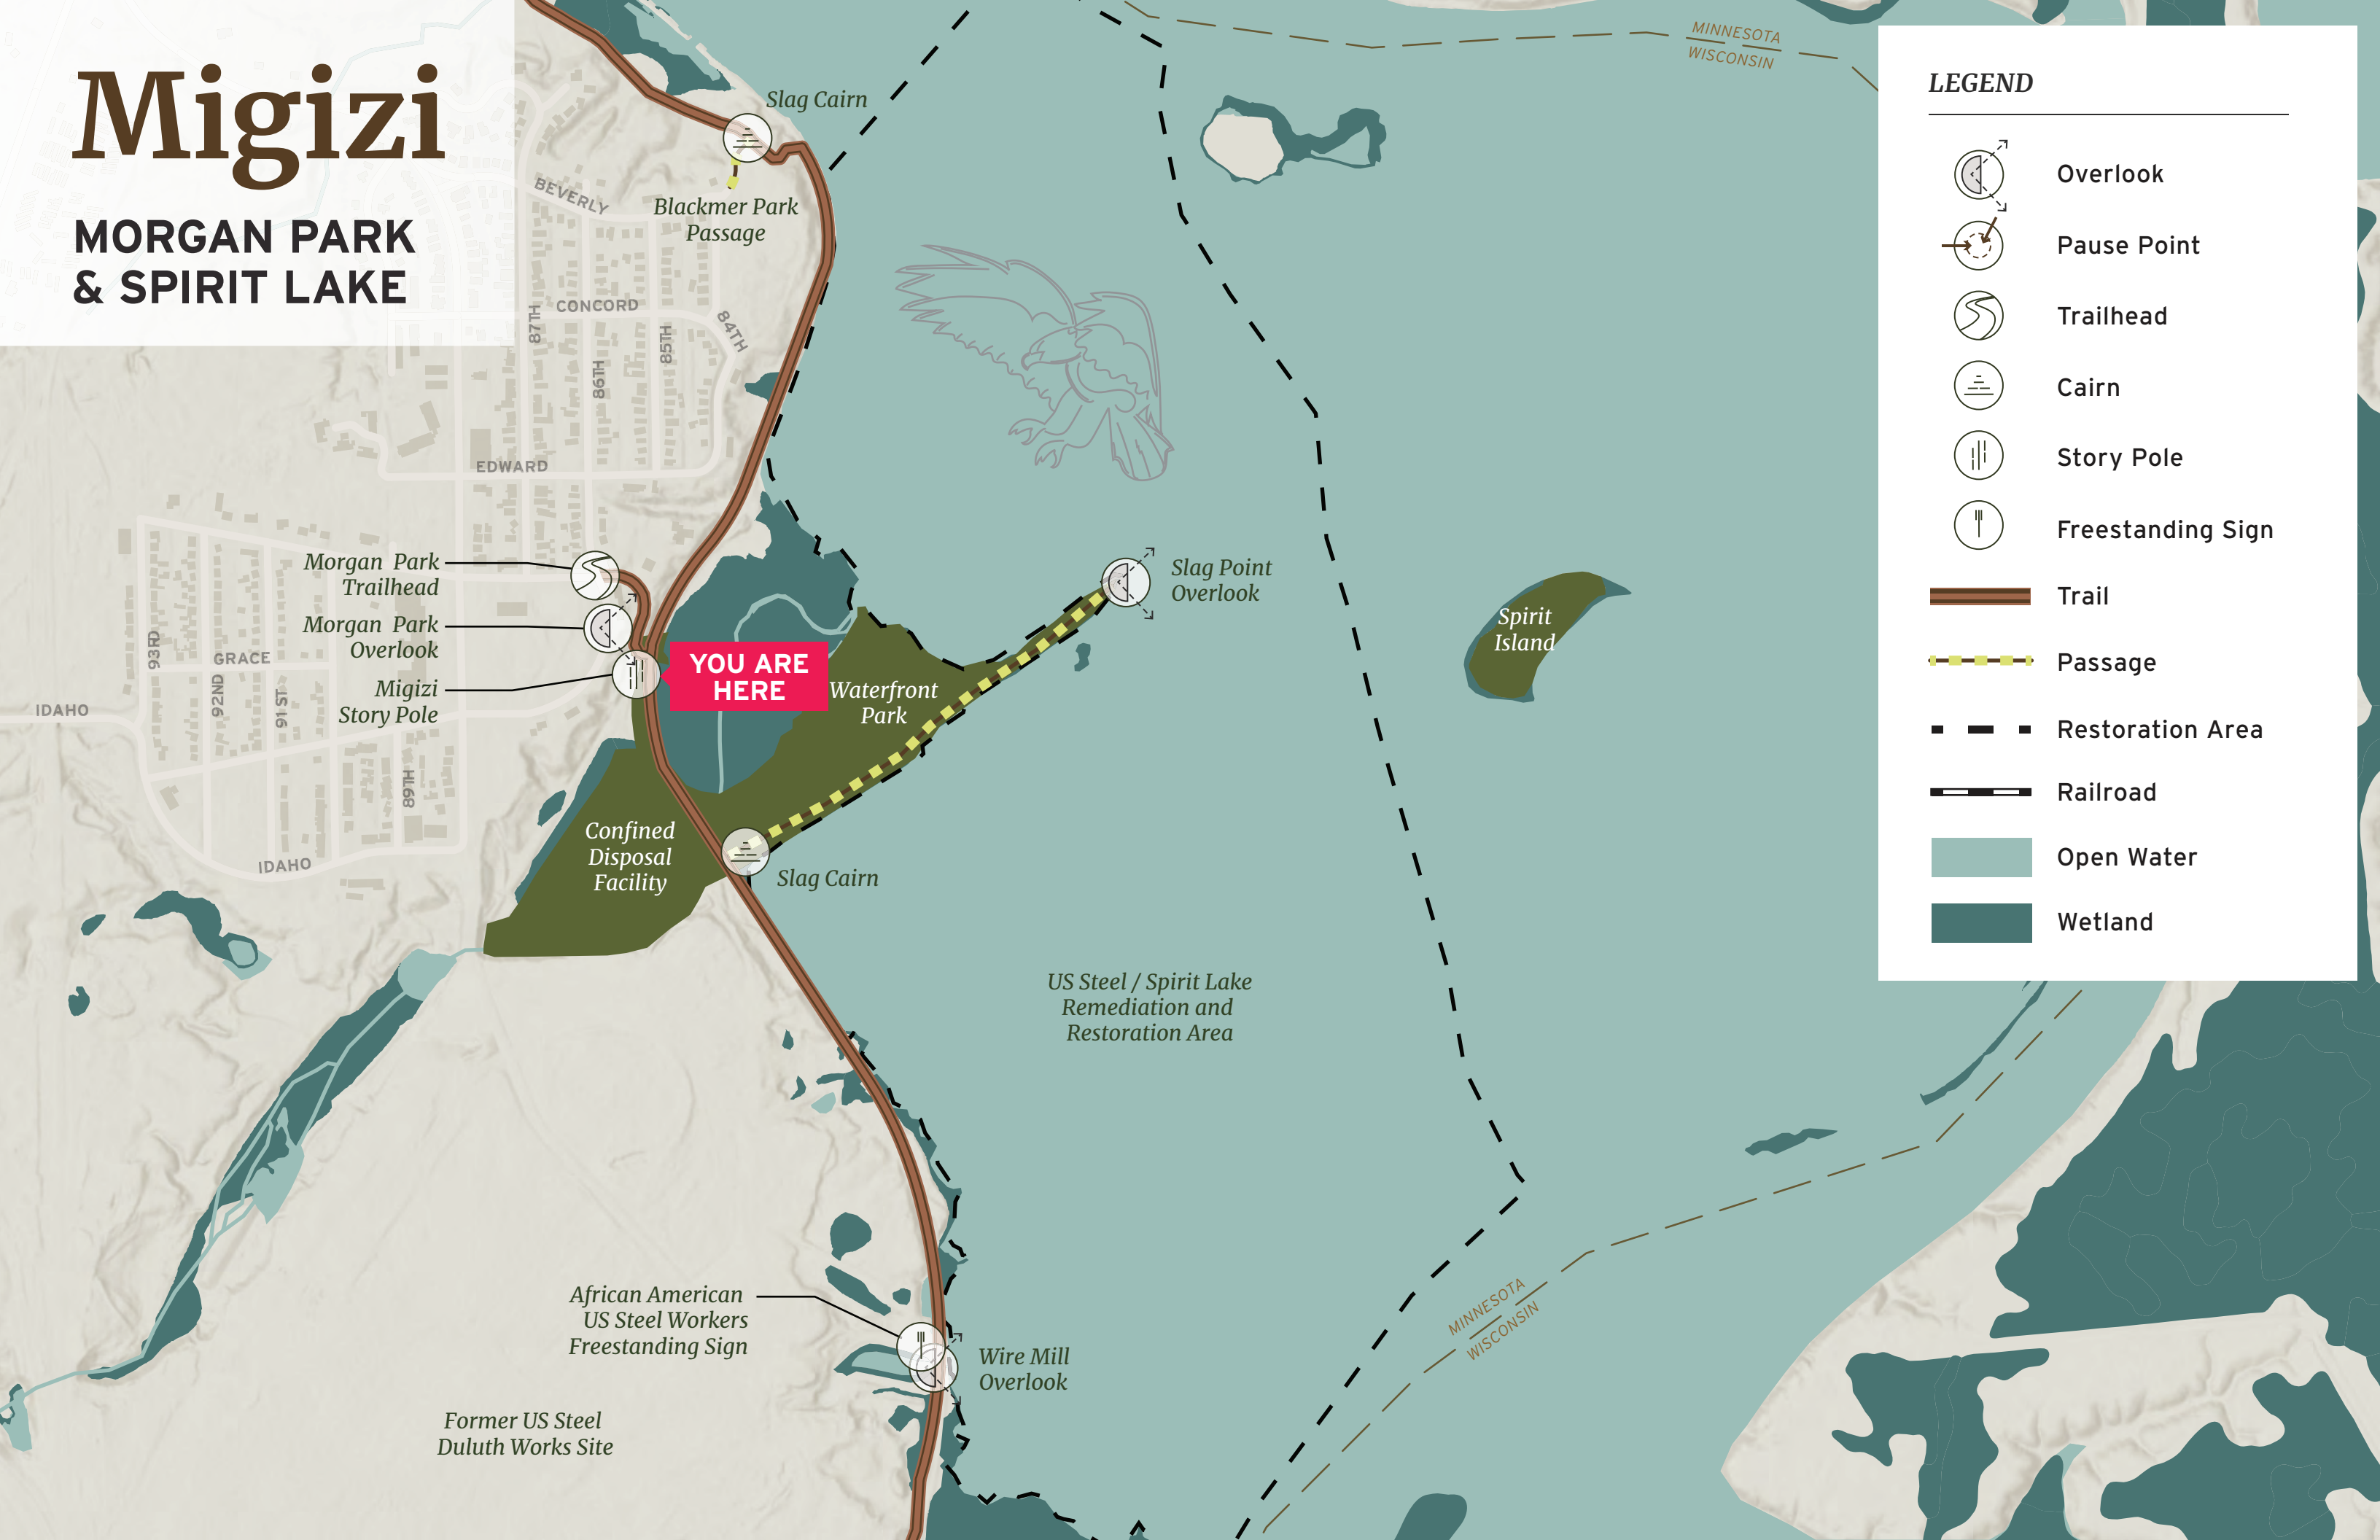 Migizi
MORGAN PARK
& SPIRIT LAKE
MINNESOTA
WISCONSIN
Slag Cairn
Blackmer Park
Passage
BEVERLY
CONCORD
87TH
86TH
85TH
84TH
EDWARD
Morgan Park
Trailhead
Morgan Park
Overlook
Migizi
Story Pole
YOU ARE
HERE
93RD
GRACE
92ND
91 ST
IDAHO
89TH
IDAHO
Waterfront
Park
Slag Point
Overlook
Spirit
Island
Confined
Disposal
Facility
Slag Cairn
US Steel / Spirit Lake
Remediation and
Restoration Area
African American
US Steel Workers
Freestanding Sign
Wire Mill
Overlook
Former US Steel
Duluth Works Site
MINNESOTA
WISCONSIN
LEGEND
Overlook
Pause Point
Trailhead
Cairn
Story Pole
Freestanding Sign
Trail
Passage
Restoration Area
Railroad
Open Water
Wetland